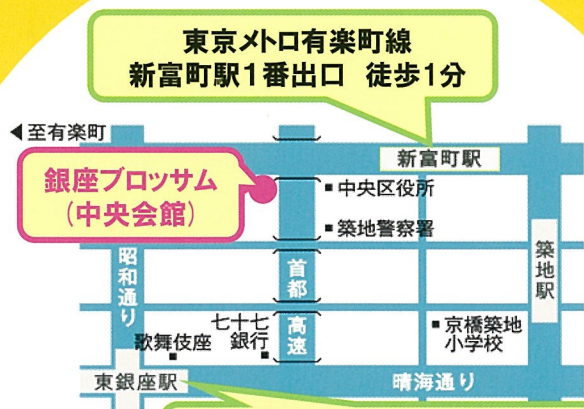 東京メトロ有楽町線
新富町駅1番出口　徒歩1分
◀至有楽町
新富町駅
銀座ブロッサム
(中央会館)
中央区役所
築地警察署
昭和通り
首都
高速
築地駅
七十七
銀行
歌舞伎座
京橋築地
小学校
東銀座駅
晴海通り